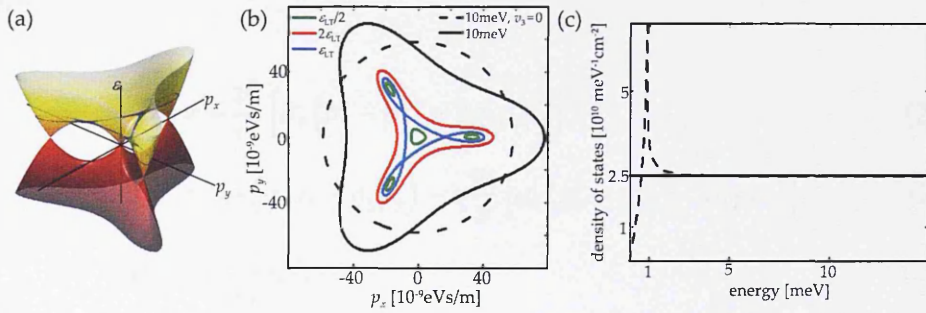 (a)
ε
p_x
p_y
(b)
ε_LT/2
2ε_LT
ε_LT
10meV, v_3=0
10meV
40
0
-40
p_y [10^-9 eVs/m]
-40 0 40
p_x [10^-9 eVs/m]
(c)
density of states [10^10 meV^-1cm^-2]
5
2.5
1
1 5 10
energy [meV]